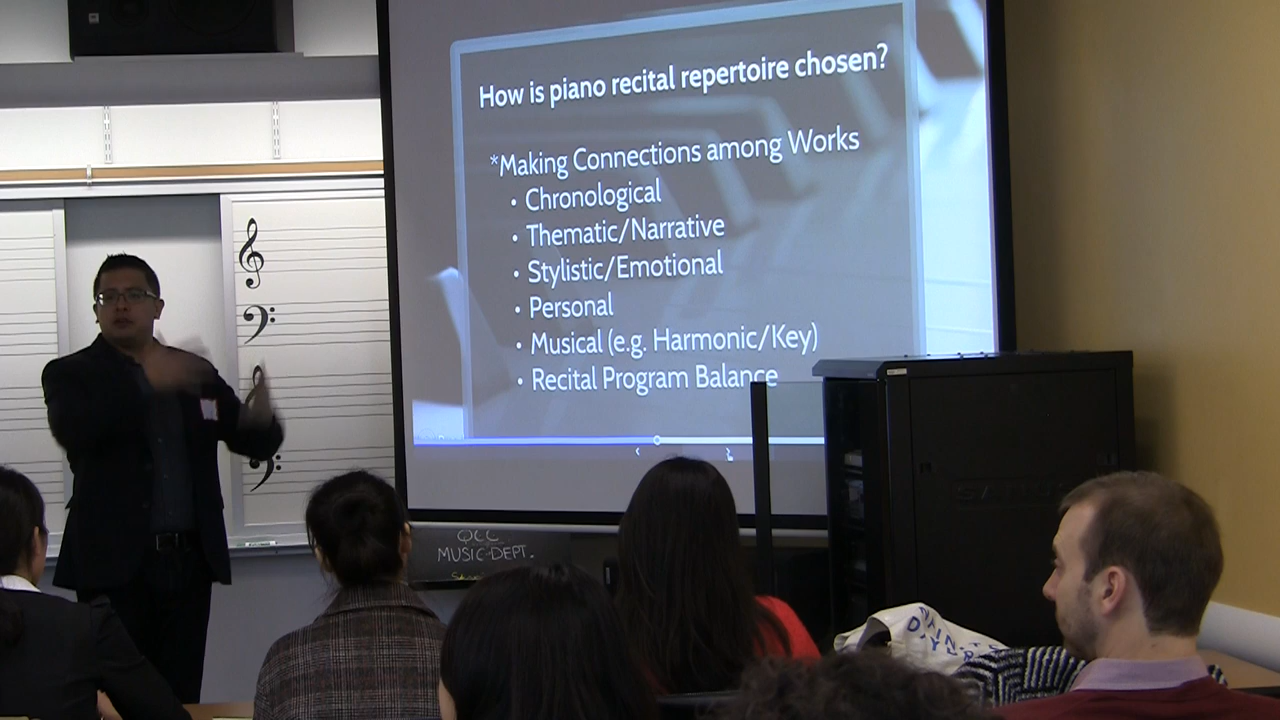 How is piano recital repertoire chosen?
*Making Connections among Works
• Chronological
• Thematic/Narrative
• Stylistic/Emotional
• Personal
• Musical (e.g. Harmonic/Key)
• Recital Program Balance
QCC
MUSIC DEPT.